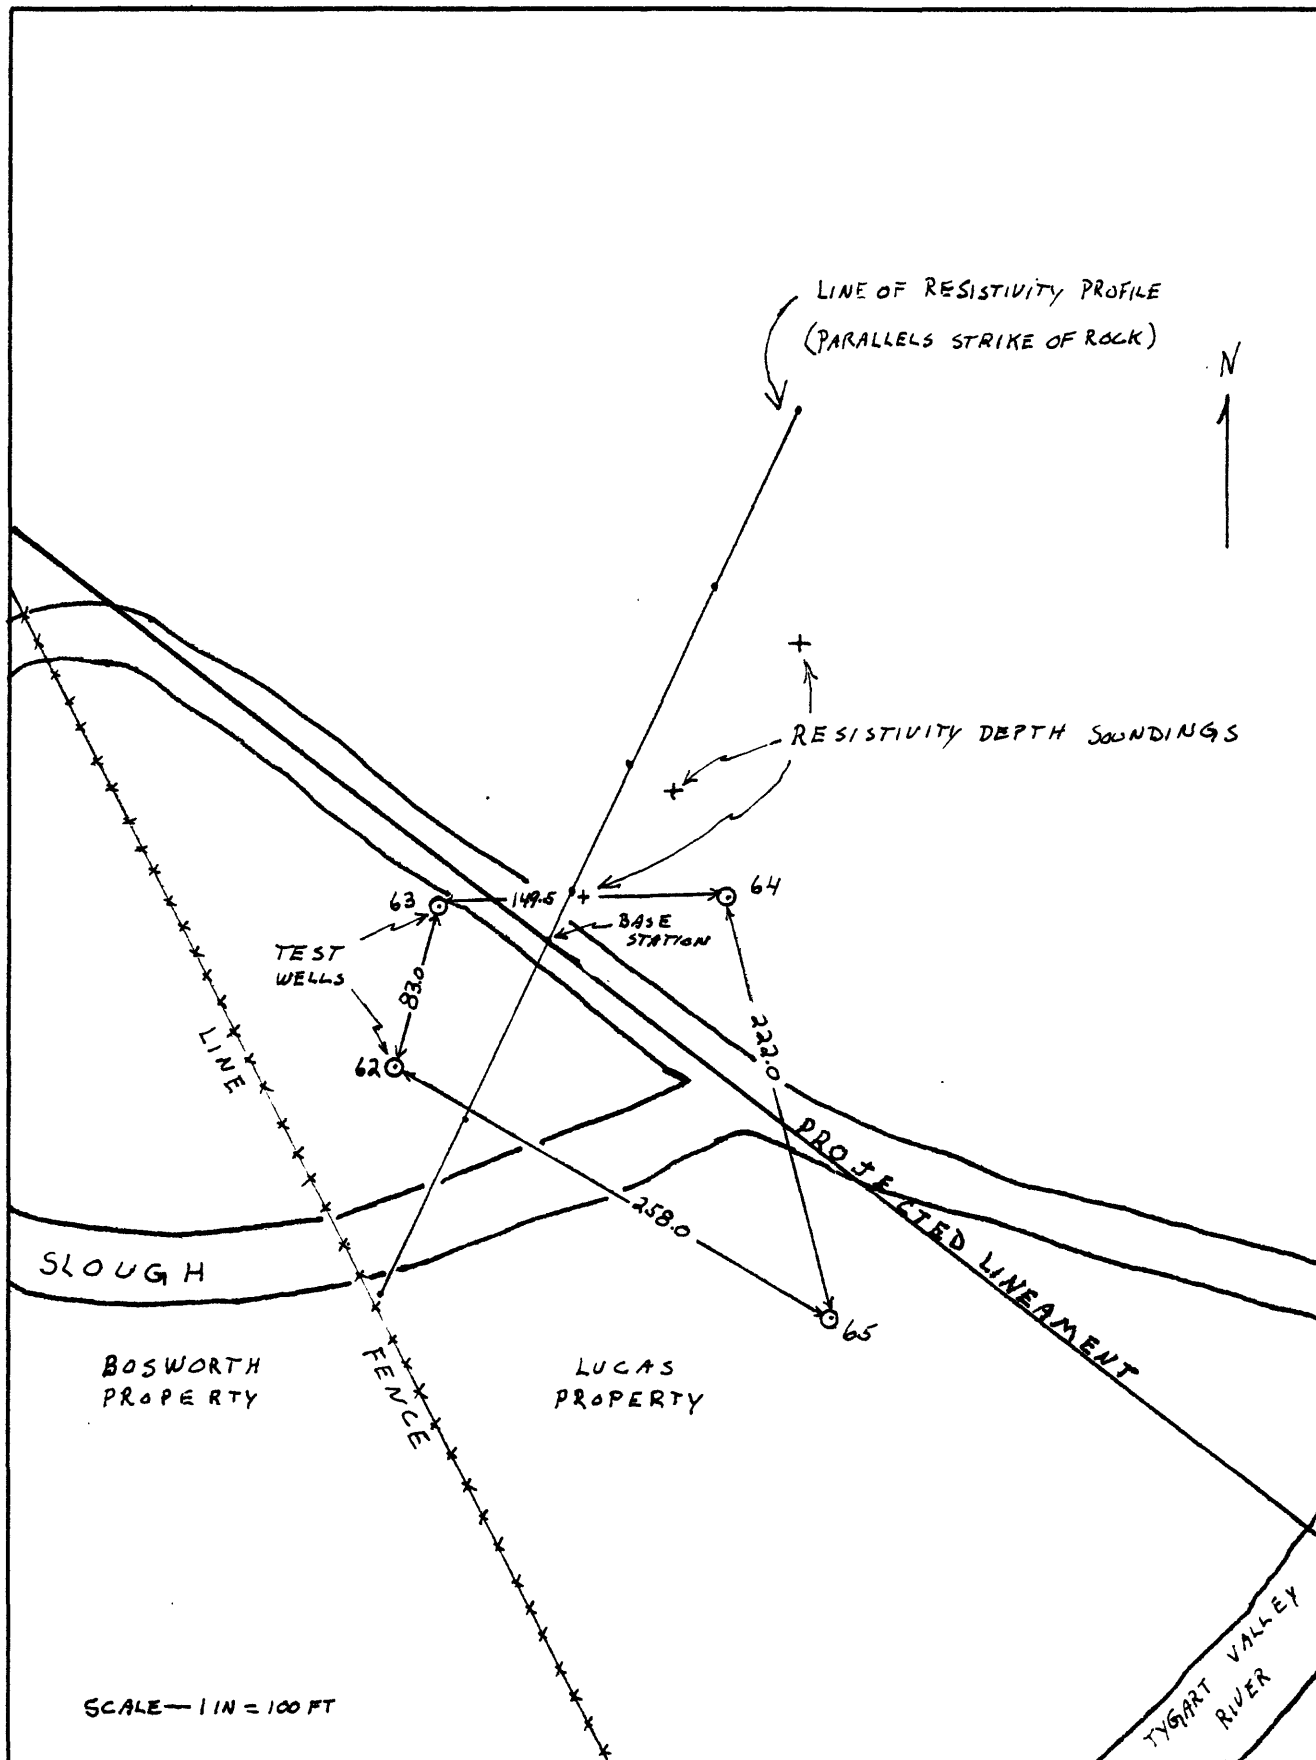 LINE OF RESISTIVITY PROFILE
(PARALLELS STRIKE OF ROCK)
N
RESISTIVITY DEPTH SOUNDINGS
63
149.5
64
BASE
STATION
TEST
WELLS
83.0
62
LINE
222.0
PROJECTED LINEAMENT
258.0
SLOUGH
65
BOSWORTH
PROPERTY
FENCE
LUCAS
PROPERTY
TYGART VALLEY
RIVER
SCALE—1 IN = 100 FT